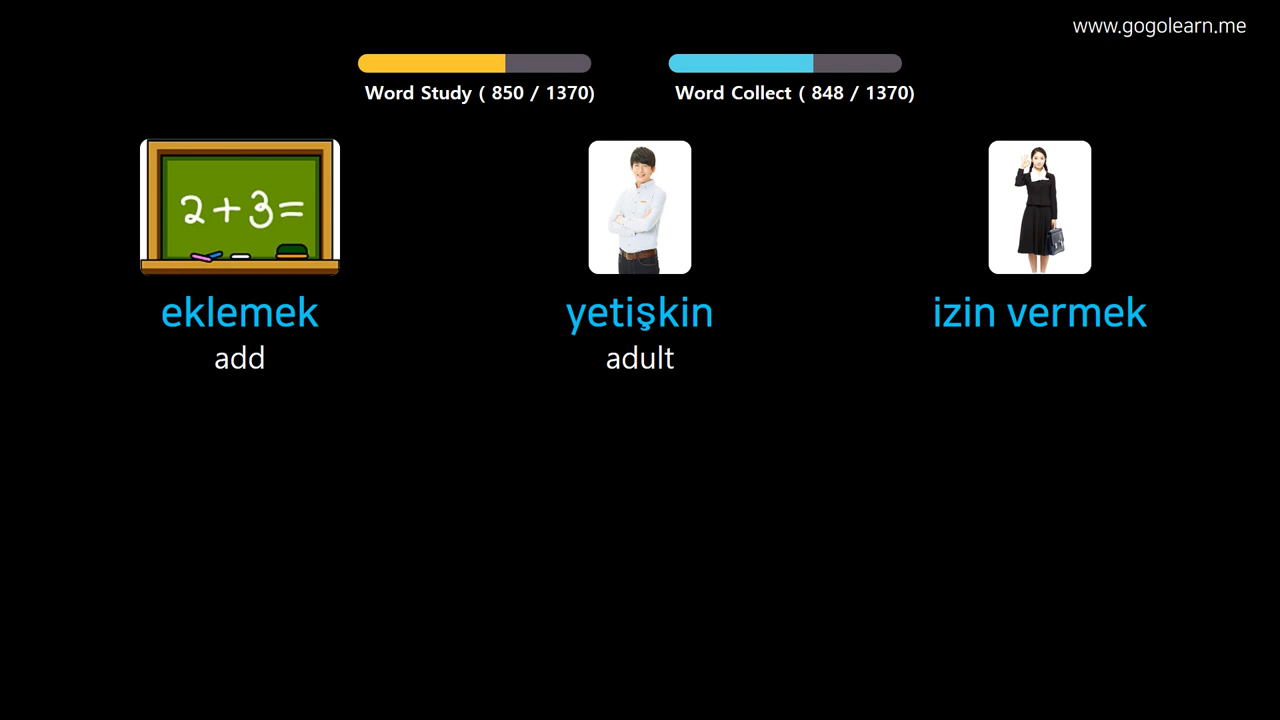 www.gogolearn.me
Word Study ( 850 / 1370)
Word Collect ( 848 / 1370)
2+3=
eklemek
add
yetişkin
adult
izin vermek